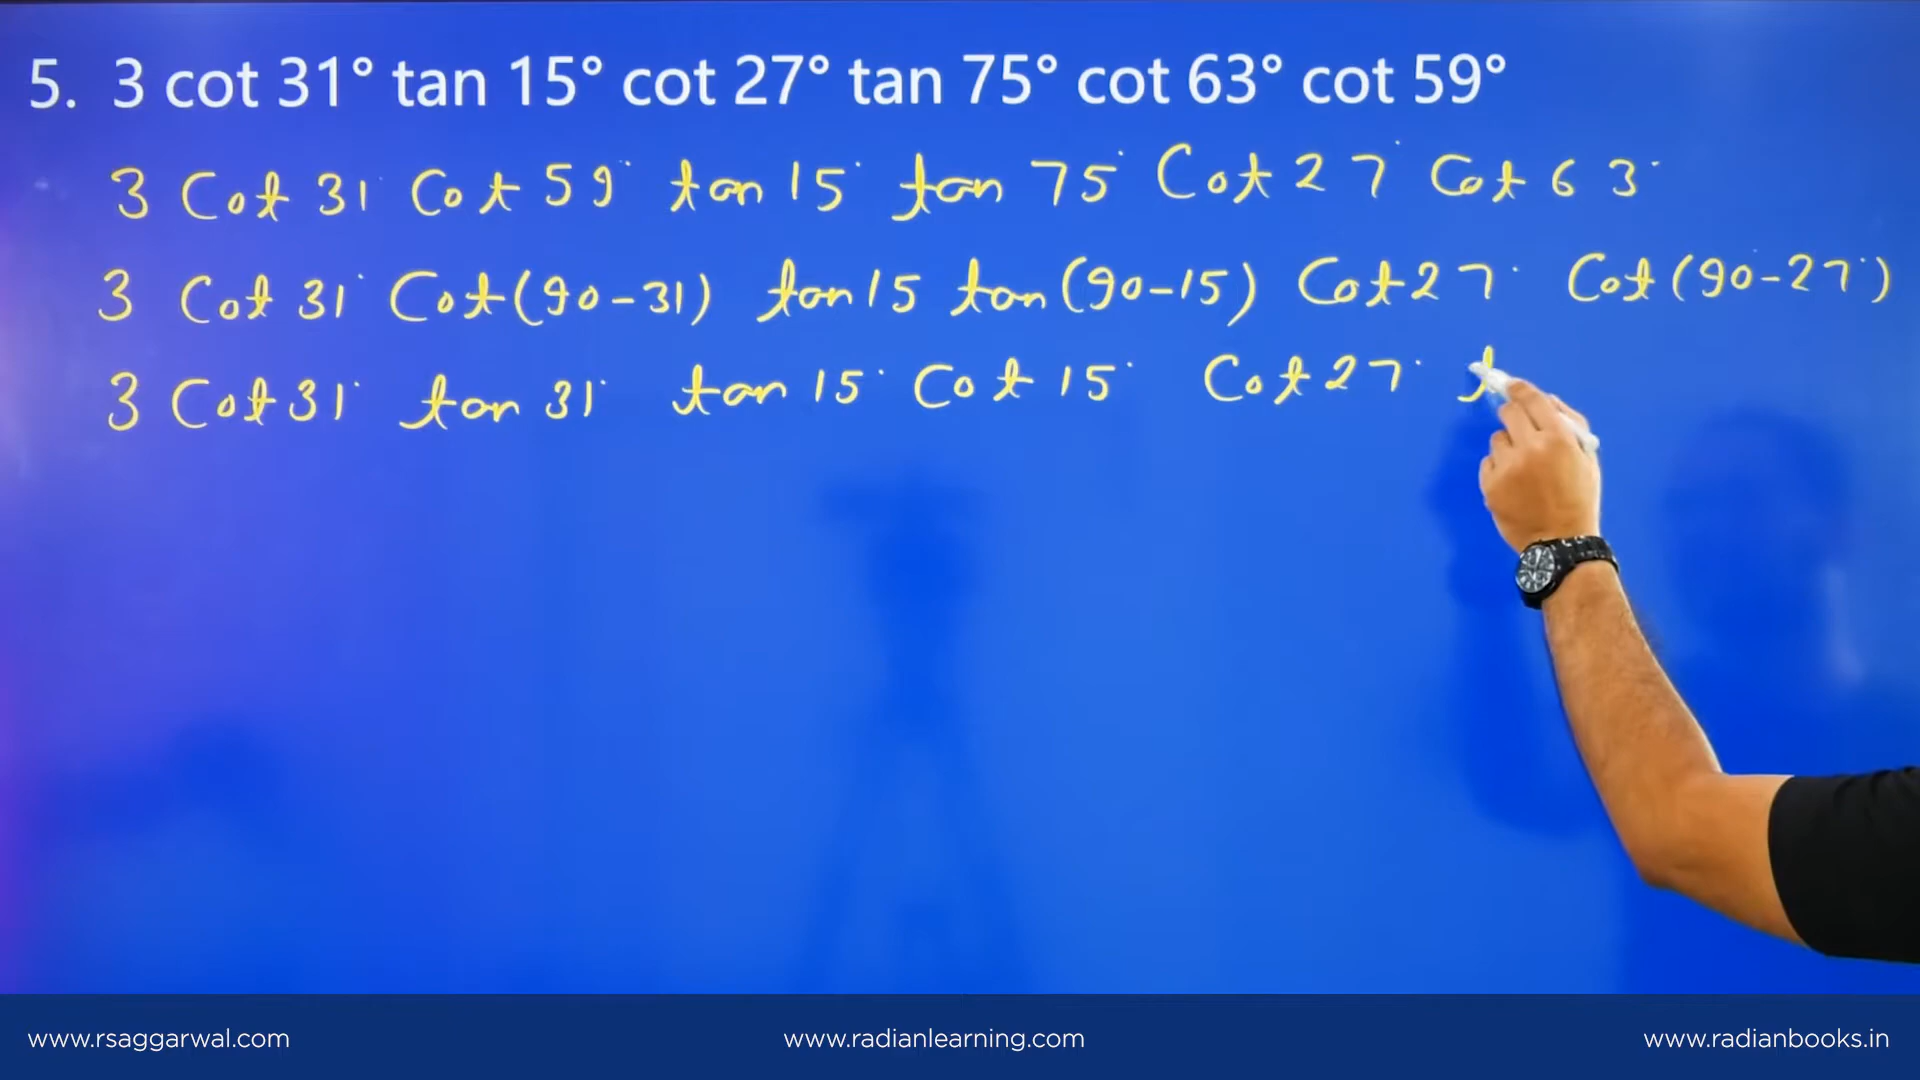 5. 3 cot 31° tan 15° cot 27° tan 75° cot 63° cot 59°
3 Cot 31° Cot 59° tan 15° tan 75° Cot 27° Cot 63°
3 Cot 31° Cot (90-31) tan 15 tan (90-15) Cot 27° Cot (90-27°)
3 Cot 31° tan 31° tan 15° Cot 15° Cot 27° t
www.rsaggarwal.com www.radianlearning.com www.radianbooks.in